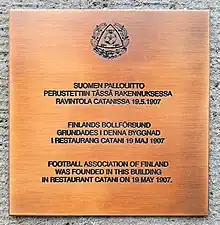 SUOMEN PALLOLIITTO
PERUSTETTIIN TÄSSÄ RAKENNUKSESSA
RAVINTOLA CATANISSA 19.5.1907
FINLANDS BOLLFÖRBUND
GRUNDADES I DENNA BYGGNAD
I RESTAURANG CATANI 19 MAJ 1907
FOOTBALL ASSOCIATION OF FINLAND
WAS FOUNDED IN THIS BUILDING
IN RESTAURANT CATANI ON 19 MAY 1907.